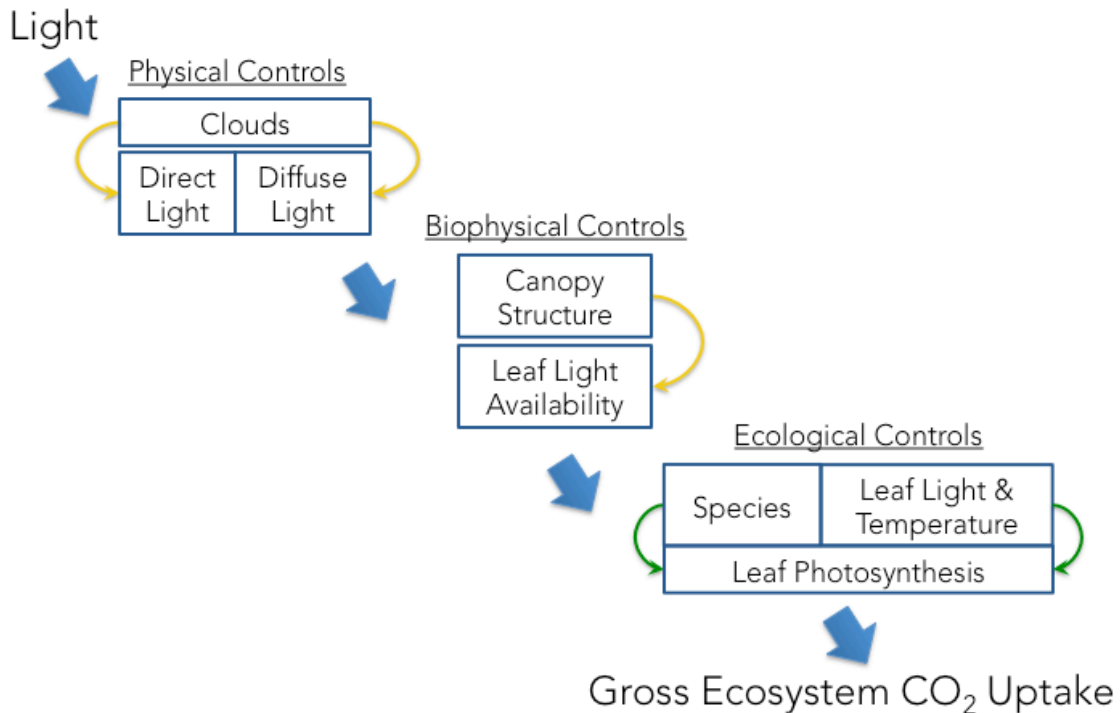 Light
Physical Controls
Clouds
Direct
Light
Diffuse
Light
Biophysical Controls
Canopy
Structure
Leaf Light
Availability
Ecological Controls
Species
Leaf Light &
Temperature
Leaf Photosynthesis
Gross Ecosystem CO₂ Uptake